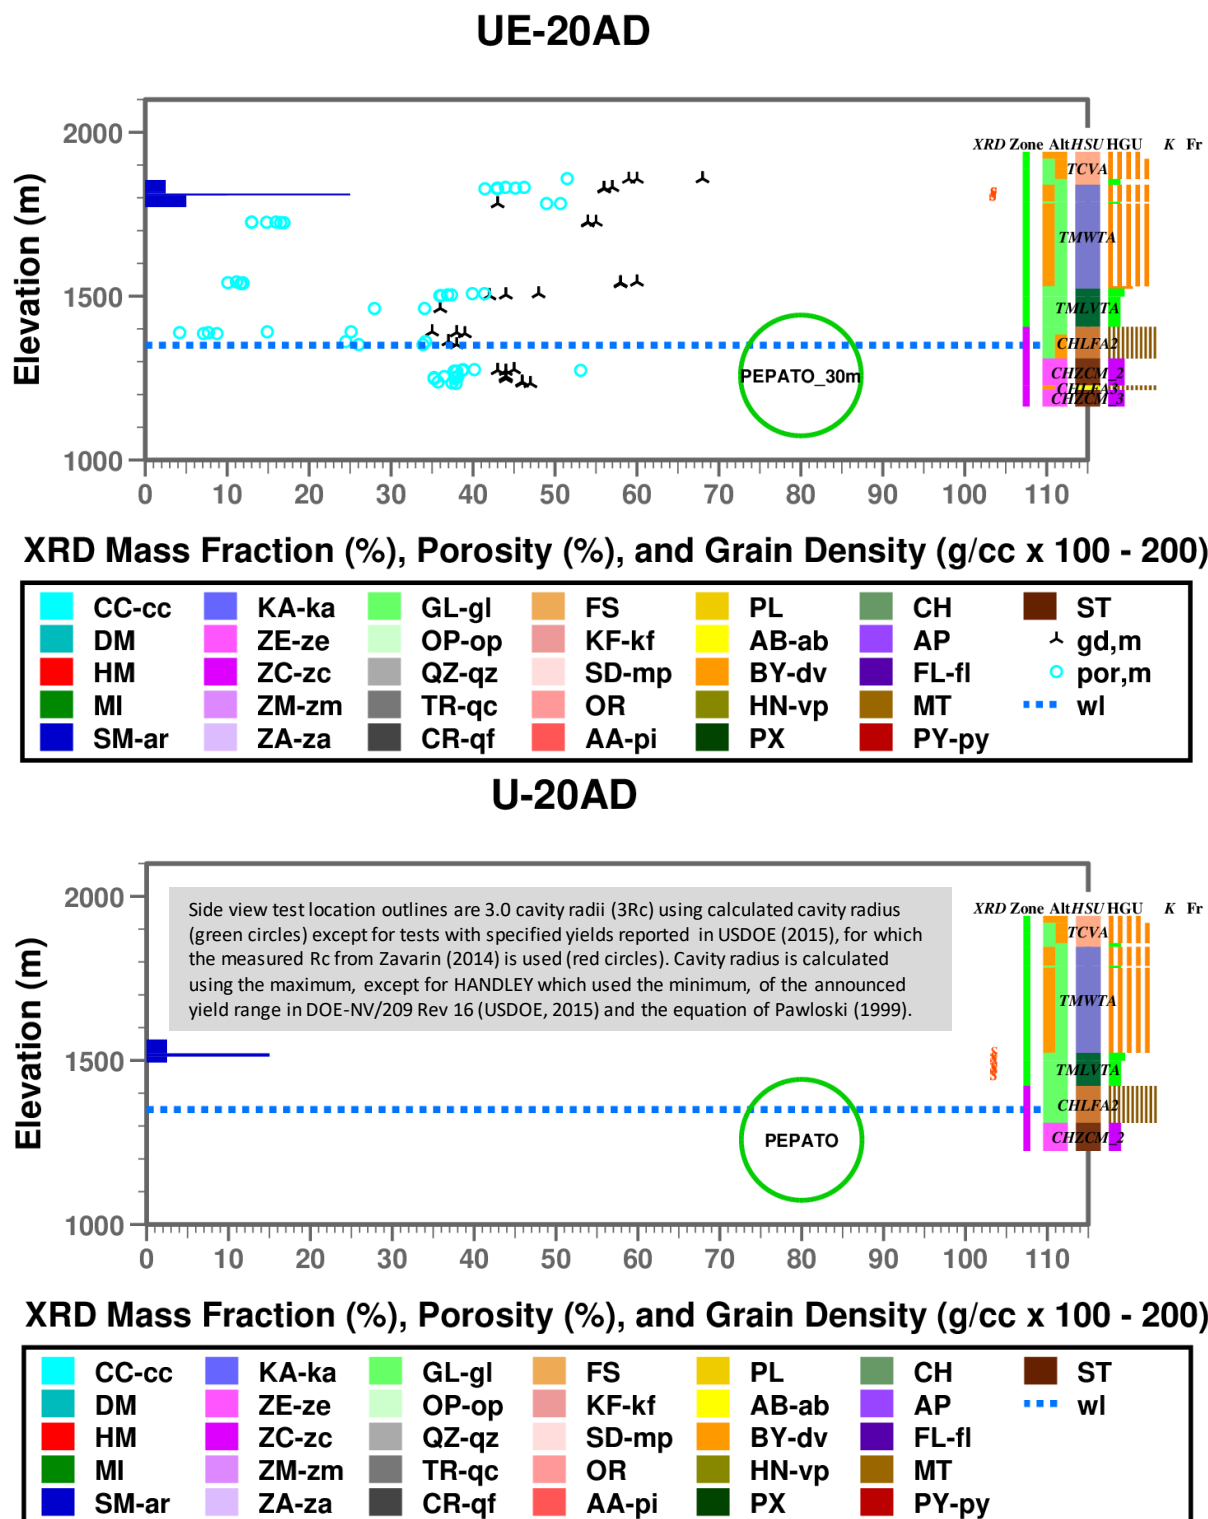 UE-20AD
2000
1500
1000
Elevation (m)
XRD Zone Alt HSU HGU K Fr
TCVA
TMWTA
TMLVTA
CHLFA2
CHZCM_2
CHLFA3
CHZCM_3
PEPATO_30m
0 10 20 30 40 50 60 70 80 90 100 110
XRD Mass Fraction (%), Porosity (%), and Grain Density (g/cc x 100 - 200)
CC-cc KA-ka GL-gl FS PL CH ST
DM ZE-ze OP-op KF-kf AB-ab AP gd,m
HM ZC-zc QZ-qz SD-mp BY-dv FL-fl por,m
MI ZM-zm TR-qc OR HN-vp MT wl
SM-ar ZA-za CR-qf AA-pi PX PY-py
U-20AD
2000
1500
1000
Elevation (m)
Side view test location outlines are 3.0 cavity radii (3Rc) using calculated cavity radius
(green circles) except for tests with specified yields reported in USDOE (2015), for which
the measured Rc from Zavarin (2014) is used (red circles). Cavity radius is calculated
using the maximum, except for HANDLEY which used the minimum, of the announced
yield range in DOE-NV/209 Rev 16 (USDOE, 2015) and the equation of Pawloski (1999).
XRD Zone Alt HSU HGU K Fr
TCVA
TMWTA
TMLVTA
CHLFA2
CHZCM_2
PEPATO
0 10 20 30 40 50 60 70 80 90 100 110
XRD Mass Fraction (%), Porosity (%), and Grain Density (g/cc x 100 - 200)
CC-cc KA-ka GL-gl FS PL CH ST
DM ZE-ze OP-op KF-kf AB-ab AP wl
HM ZC-zc QZ-qz SD-mp BY-dv FL-fl
MI ZM-zm TR-qc OR HN-vp MT
SM-ar ZA-za CR-qf AA-pi PX PY-py